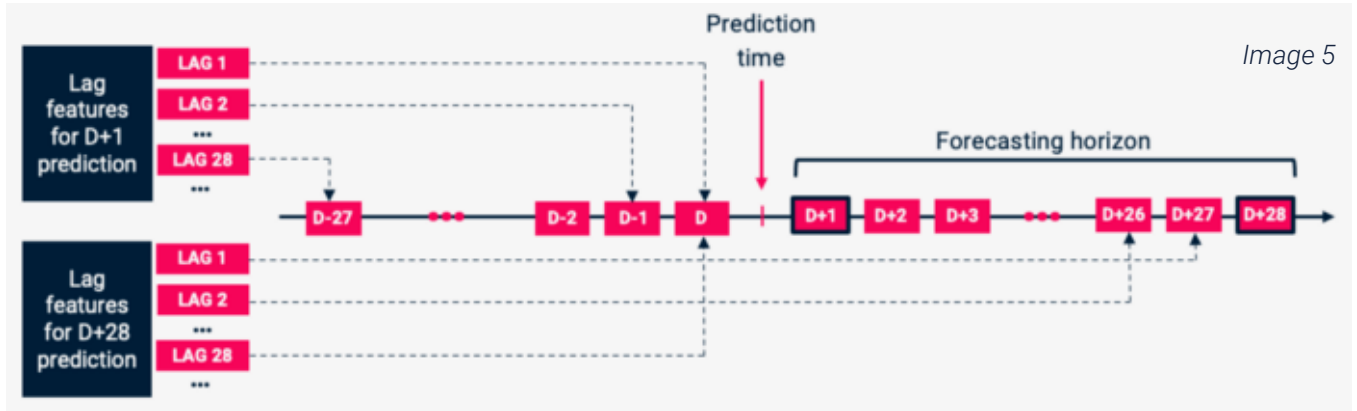 Prediction
time
Image 5
Lag
features
for D+1
prediction
LAG 1
LAG 2
...
LAG 28
...
Forecasting horizon
D-27
D-2
D-1
D
D+1
D+2
D+3
D+26
D+27
D+28
Lag
features
for D+28
prediction
LAG 1
LAG 2
...
LAG 28
...